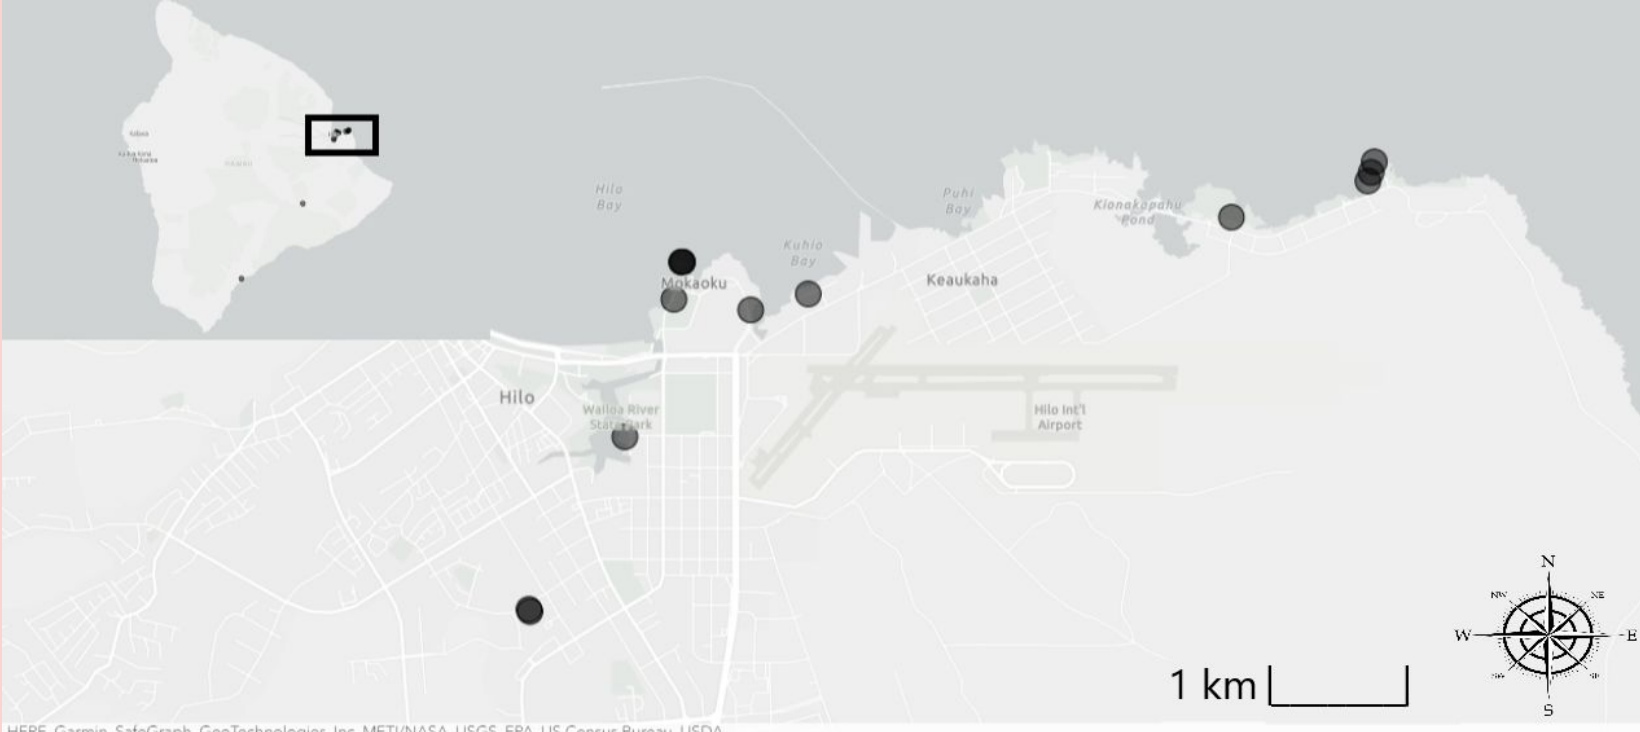 Hilo
Bay
Puhi
Bay
Kionakapahu
Pond
Kuhio
Bay
Mokaoku
Keaukaha
Hilo
Wailoa River
State Park
Hilo Int'l
Airport
N
NW
NE
W
E
S
1 km
HERE, Garmin, SafeGraph, GeoTechnologies, Inc, METI/NASA, USGS, EPA, US Census Bureau, USDA